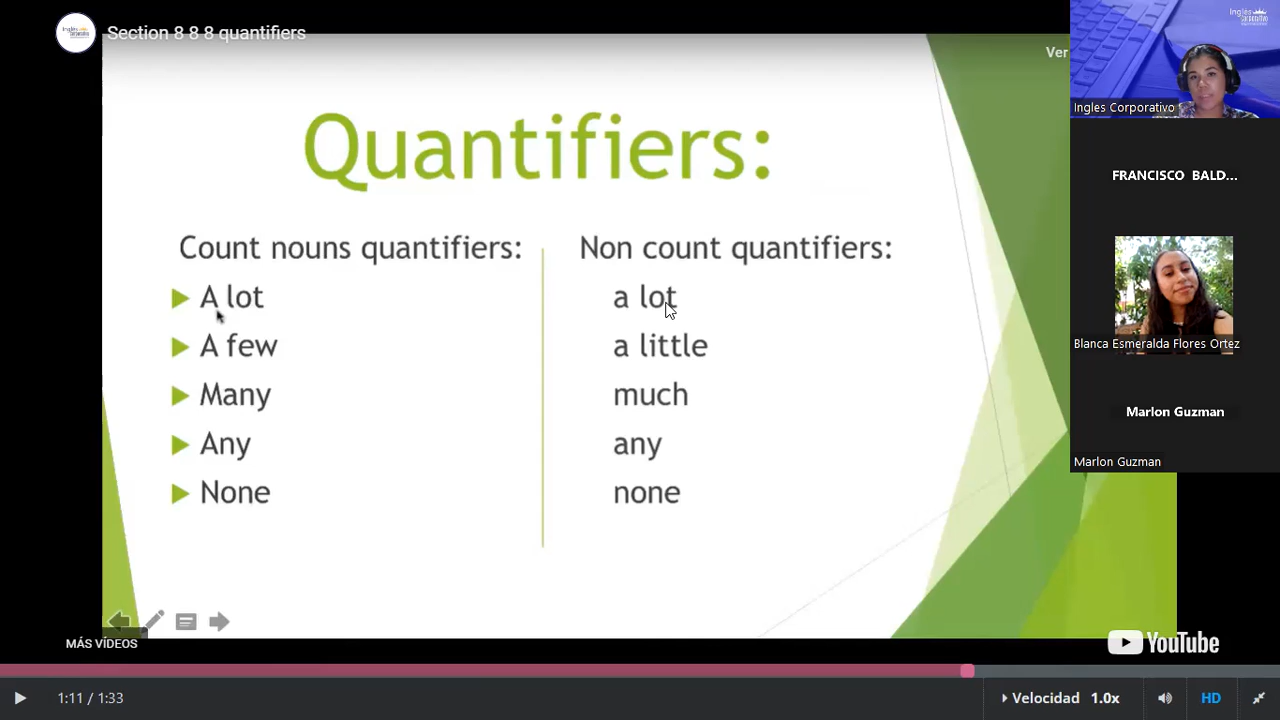 Section 8 8 8 quantifiers
Ver
Quantifiers:
Count nouns quantifiers:
A lot
A few
Many
Any
None
Non count quantifiers:
a lot
a little
much
any
none
MÁS VÍDEOS
YouTube
1:11 / 1:33
Velocidad 1.0x
HD
Inglés Corporativo
Ingles Corporativo
FRANCISCO BALD...
Blanca Esmeralda Flores Ortez
Marlon Guzman
Marlon Guzman